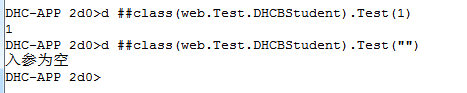 DHC-APP 2d0>d ##class(web.Test.DHCBStudent).Test(1)
1
DHC-APP 2d0>d ##class(web.Test.DHCBStudent).Test("")
入参为空
DHC-APP 2d0>